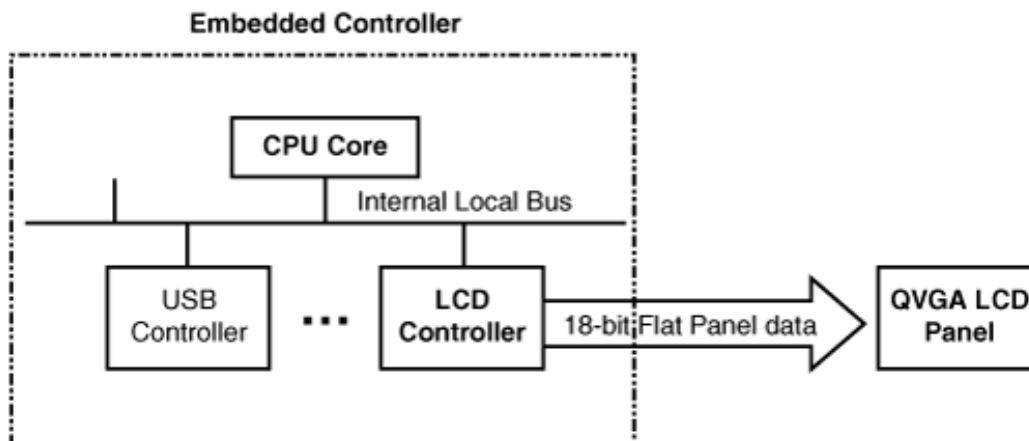 Embedded Controller
CPU Core
Internal Local Bus
USB
Controller
...
LCD
Controller
18-bit Flat Panel data
QVGA LCD
Panel